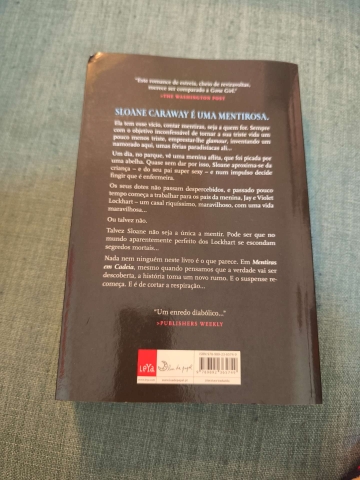 "Este romance de estreia, cheio de reviravoltas,
merece ser comparado a Gone Girl."
»THE WASHINGTON POST
SLOANE CARAWAY É UMA MENTIROSA.
Ela tem esse vício, contar mentiras, seja a quem for. Sempre
com o objetivo inconfessável de tornar a sua triste vida um
pouco menos triste, emprestar-lhe glamour, inventando um
namorado aqui, umas férias paradisíacas ali...
Um dia, no parque, vê uma menina aflita, que foi picada por
uma abelha. Quase sem dar por isso, Sloane aproxima-se da
criança – e do seu pai super sexy – e num impulso decide
fingir que é enfermeira.
Os seus dotes não passam despercebidos, e passado pouco
tempo começa a trabalhar para os pais da menina, Jay e Violet
Lockhart – um casal riquíssimo, maravilhoso, com uma vida
maravilhosa...
Ou talvez não.
Talvez Sloane não seja a única a mentir. Pode ser que no
mundo aparentemente perfeito dos Lockhart se escondam
segredos mortais...
Nada nem ninguém neste livro é o que parece. Em Mentiras
em Cadeia, mesmo quando pensamos que a verdade vai ser
descoberta, a história toma um novo rumo. E o suspense re-
começa. E é de cortar a respiração...
"Um enredo diabólico..."
»PUBLISHERS WEEKLY
LeYa